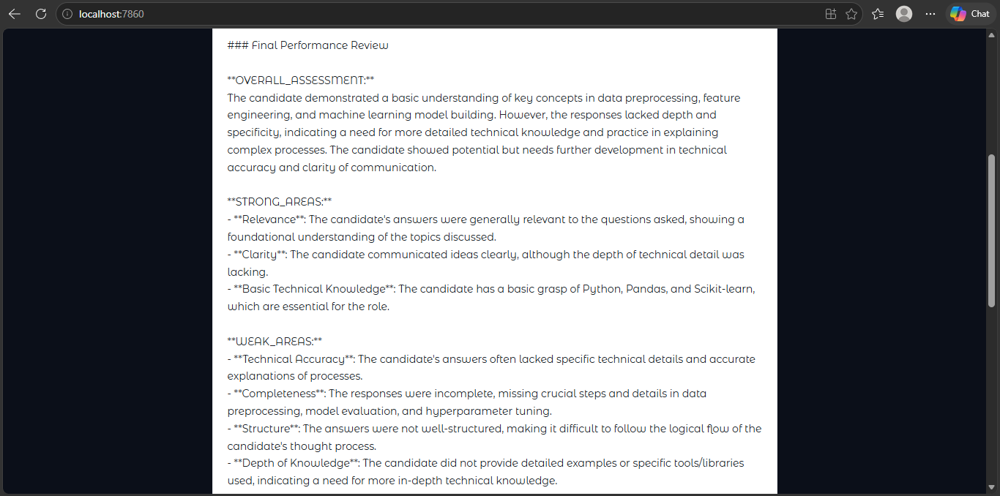 localhost:7860
Chat
### Final Performance Review
**OVERALL_ASSESSMENT:**
The candidate demonstrated a basic understanding of key concepts in data preprocessing, feature
engineering, and machine learning model building. However, the responses lacked depth and
specificity, indicating a need for more detailed technical knowledge and practice in explaining
complex processes. The candidate showed potential but needs further development in technical
accuracy and clarity of communication.
**STRONG_AREAS:**
- **Relevance**: The candidate's answers were generally relevant to the questions asked, showing a
foundational understanding of the topics discussed.
- **Clarity**: The candidate communicated ideas clearly, although the depth of technical detail was
lacking.
- **Basic Technical Knowledge**: The candidate has a basic grasp of Python, Pandas, and Scikit-learn,
which are essential for the role.
**WEAK_AREAS:**
- **Technical Accuracy**: The candidate's answers often lacked specific technical details and accurate
explanations of processes.
- **Completeness**: The responses were incomplete, missing crucial steps and details in data
preprocessing, model evaluation, and hyperparameter tuning.
- **Structure**: The answers were not well-structured, making it difficult to follow the logical flow of the
candidate's thought process.
- **Depth of Knowledge**: The candidate did not provide detailed examples or specific tools/libraries
used, indicating a need for more in-depth technical knowledge.